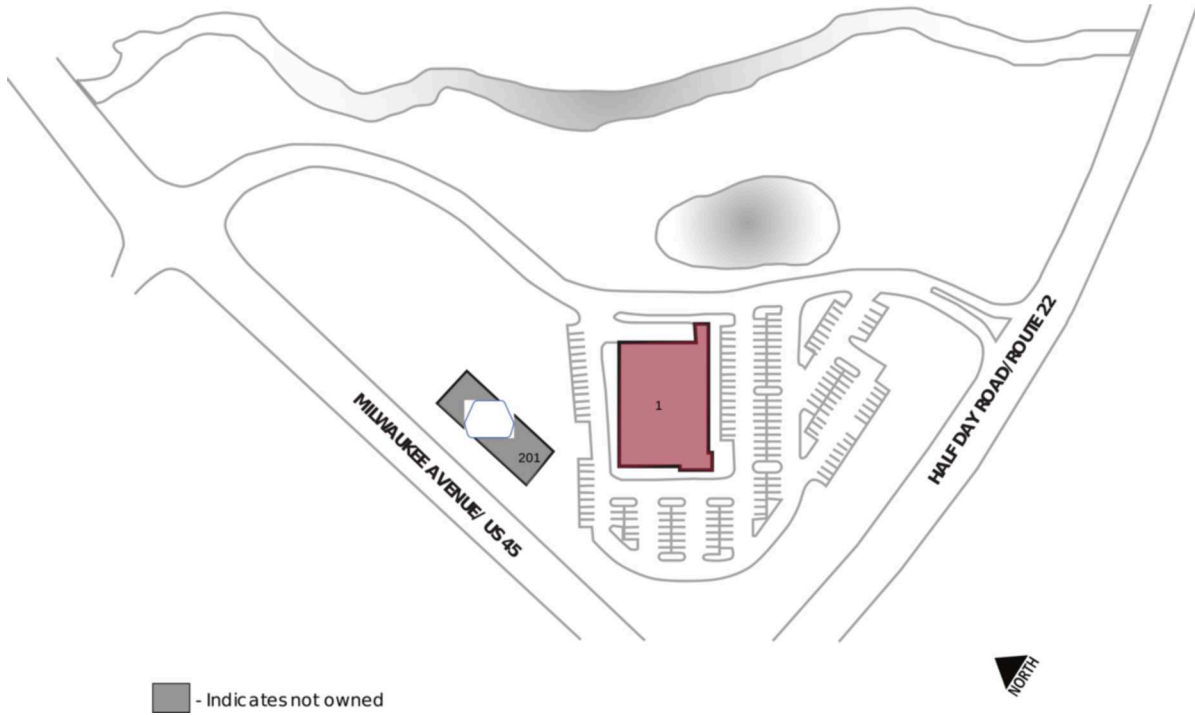 1
201
MILWAUKEE AVENUE/ US 45
HALF DAY ROAD/ROUTE 22
NORTH
- Indicates not owned